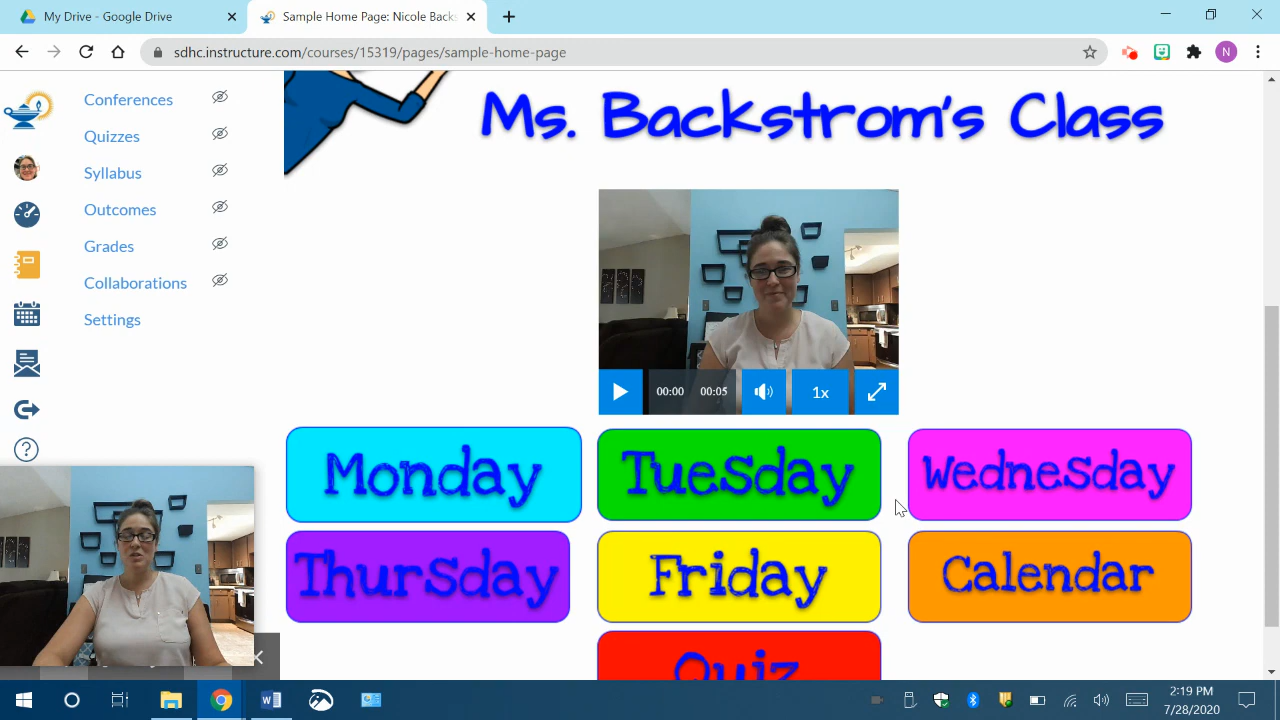 My Drive - Google Drive
Sample Home Page: Nicole Backs
sdhc.instructure.com/courses/15319/pages/sample-home-page
N
Conferences
Quizzes
Syllabus
Outcomes
Grades
Collaborations
Settings
Ms. Backstrom's Class
00:00 00:05 1x
Monday Tuesday Wednesday
Thursday Friday Calendar
Quiz
2:19 PM
7/28/2020